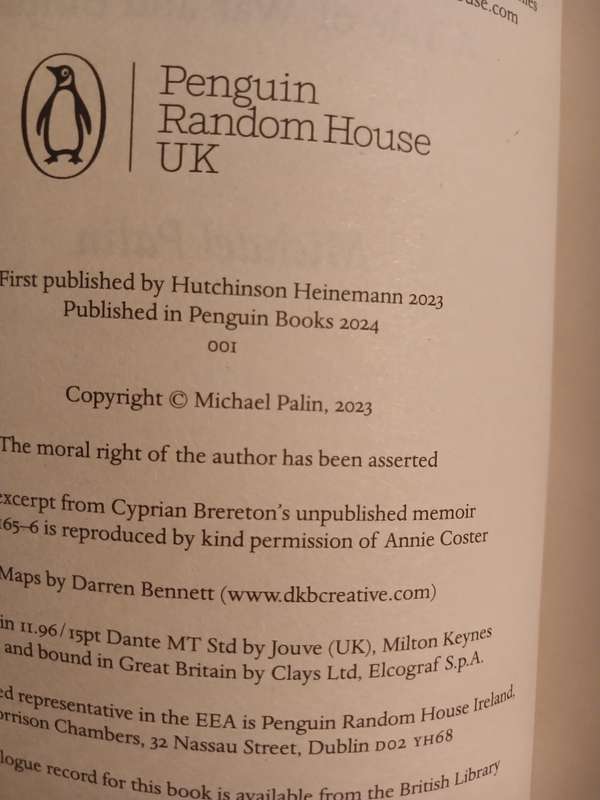 Penguin
Random House
UK
Michael Palin
First published by Hutchinson Heinemann 2023
Published in Penguin Books 2024
001
Copyright © Michael Palin, 2023
The moral right of the author has been asserted
excerpt from Cyprian Brereton's unpublished memoir
165–6 is reproduced by kind permission of Annie Coster
Maps by Darren Bennett (www.dkbcreative.com)
in 11.96/15pt Dante MT Std by Jouve (UK), Milton Keynes
and bound in Great Britain by Clays Ltd, Elcograf S.p.A.
representative in the EEA is Penguin Random House Ireland,
Chambers, 32 Nassau Street, Dublin D02 YH68
record for this book is available from the British Library